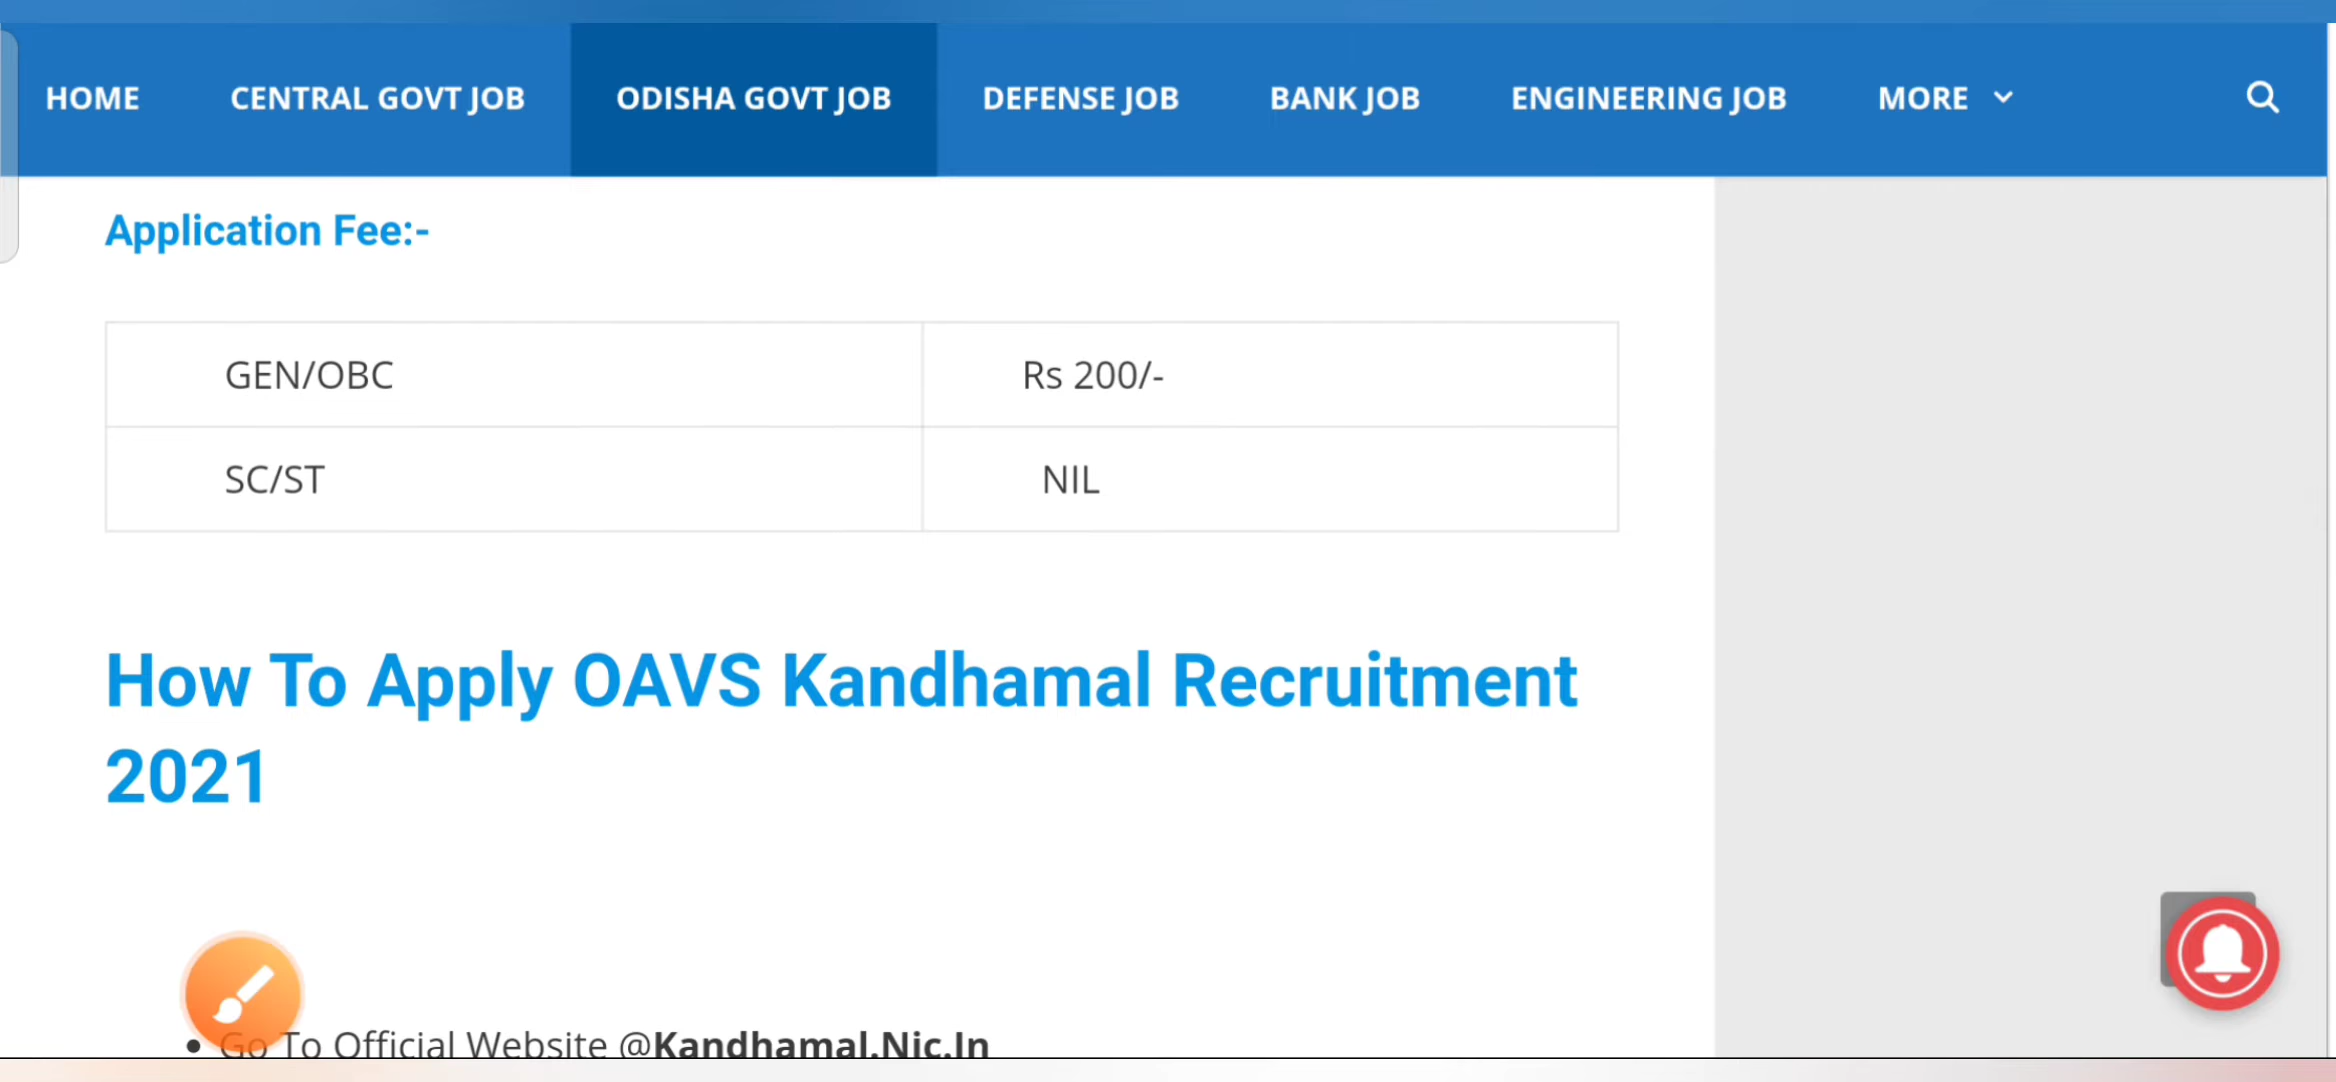 HOME CENTRAL GOVT JOB ODISHA GOVT JOB DEFENSE JOB BANK JOB ENGINEERING JOB MORE
Application Fee:-
GEN/OBC Rs 200/-
SC/ST NIL
How To Apply OAVS Kandhamal Recruitment
2021
• Go To Official Website @Kandhamal.Nic.In